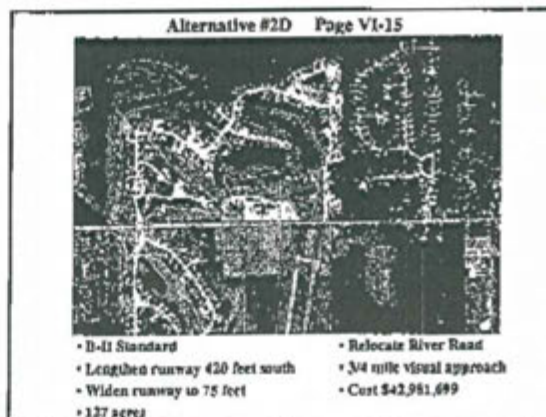 Alternative #2D Page VI-15
• B-II Standard
• Lengthen runway 420 feet south
• Widen runway to 75 feet
• 127 acres
• Relocate River Road
• 3/4 mile visual approach
• Cost $42,981,699